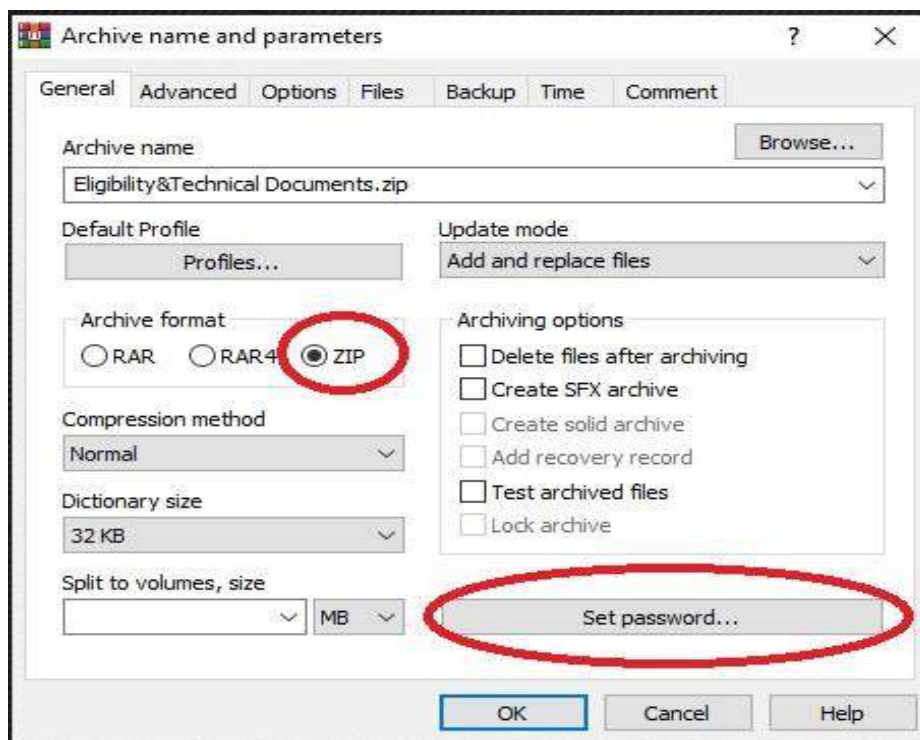 Archive name and parameters
?
General Advanced Options Files Backup Time Comment
Archive name
Browse...
Eligibility&Technical Documents.zip
Default Profile
Profiles...
Update mode
Add and replace files
Archive format
RAR RAR4 ZIP
Compression method
Normal
Dictionary size
32 KB
Split to volumes, size
MB
Archiving options
Delete files after archiving
Create SFX archive
Create solid archive
Add recovery record
Test archived files
Lock archive
Set password...
OK Cancel Help